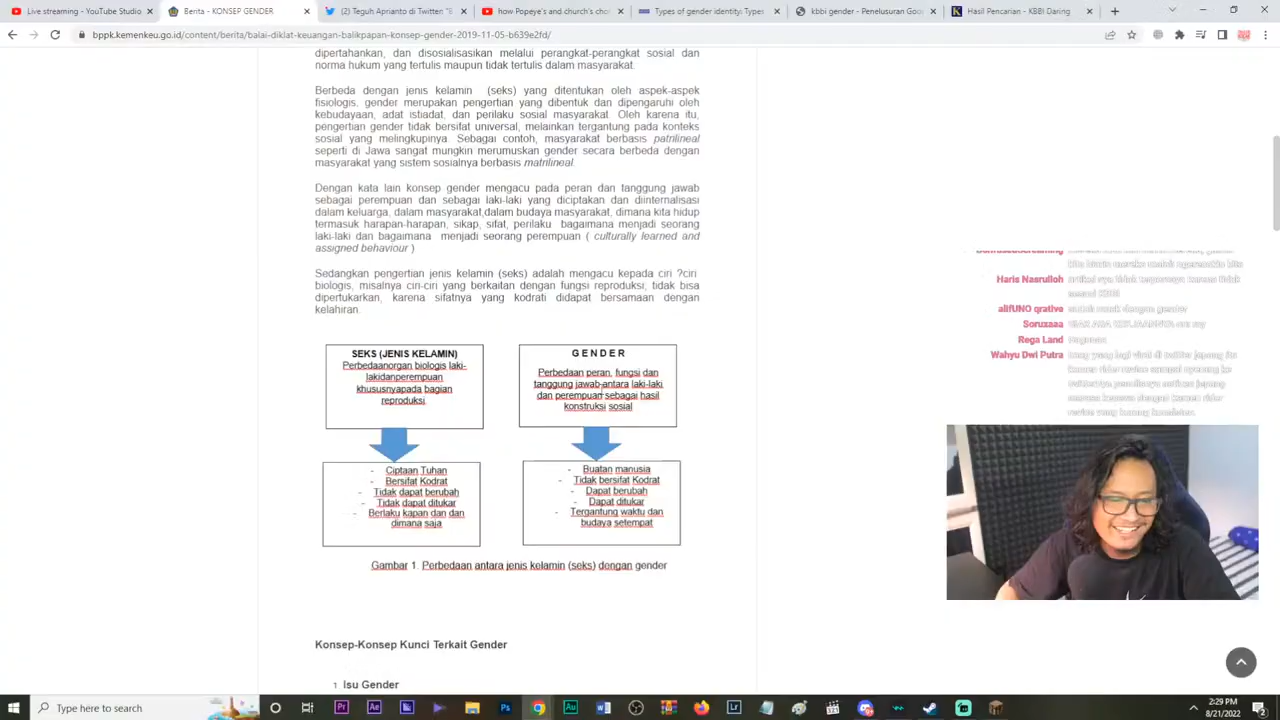 Live streaming - YouTube Studio
Berita - KONSEP GENDER
(2) Teguh Aprianto di Twitter "B
how Popeye's and church's cho
Types of gender identity: Types
kbbi gender - Penelusuran Goo
Hasil Pencarian - KBBI Daring
bppk.kemenkeu.go.id/content/berita/balai-diklat-keuangan-balikpapan-konsep-gender-2019-11-05-b639e2fd/
dipertahankan, dan disosialisasikan melalui perangkat-perangkat sosial dan
norma hukum yang tertulis maupun tidak tertulis dalam masyarakat.
Berbeda dengan jenis kelamin (seks) yang ditentukan oleh aspek-aspek
fisiologis, gender merupakan pengertian yang dibentuk dan dipengaruhi oleh
kebudayaan, adat istiadat, dan perilaku sosial masyarakat. Oleh karena itu,
pengertian gender tidak bersifat universal, melainkan tergantung pada konteks
sosial yang melingkupinya. Sebagai contoh, masyarakat berbasis patrilineal
seperti di Jawa sangat mungkin merumuskan gender secara berbeda dengan
masyarakat yang sistem sosialnya berbasis matrilineal.
Dengan kata lain konsep gender mengacu pada peran dan tanggung jawab
sebagai perempuan dan sebagai laki-laki yang diciptakan dan diinternalisasi
dalam keluarga, dalam masyarakat,dalam budaya masyarakat, dimana kita hidup
termasuk harapan-harapan, sikap, sifat, perilaku bagaimana menjadi seorang
laki-laki dan bagaimana menjadi seorang perempuan ( culturally learned and
assigned behaviour )
Sedangkan pengertian jenis kelamin (seks) adalah mengacu kepada ciri ?ciri
biologis, misalnya ciri-ciri yang berkaitan dengan fungsi reproduksi, tidak bisa
dipertukarkan, karena sifatnya yang kodrati didapat bersamaan dengan
kelahiran.
SEKS (JENIS KELAMIN)
Perbedaanorgan biologis laki-
lakidanperempuan
khususnyapada bagian
reproduksi
GENDER
Perbedaan peran, fungsi dan
tanggung jawab antara laki-laki
dan perempuan sebagai hasil
konstruksi sosial
- Ciptaan Tuhan
- Bersifat Kodrat
- Tidak dapat berubah
- Tidak dapat ditukar
- Berlaku kapan dan dan
dimana saja
- Buatan manusia
- Tidak bersifat Kodrat
- Dapat berubah
- Dapat ditukar
- Tergantung waktu dan
budaya setempat
Gambar 1. Perbedaan antara jenis kelamin (seks) dengan gender
Konsep-Konsep Kunci Terkait Gender
1 Isu Gender
Haris Nasrulloh
alifUNO qrative
Soruxaaa
Rega Land
Wahyu Dwi Putra
Type here to search
2:29 PM
8/21/2022